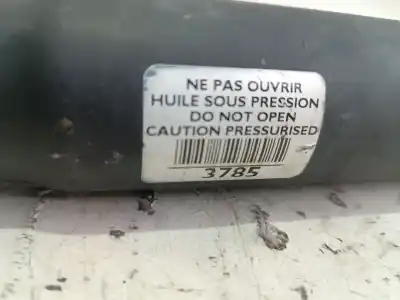 NE PAS OUVRIR
HUILE SOUS PRESSION
DO NOT OPEN
CAUTION PRESSURISED
3785